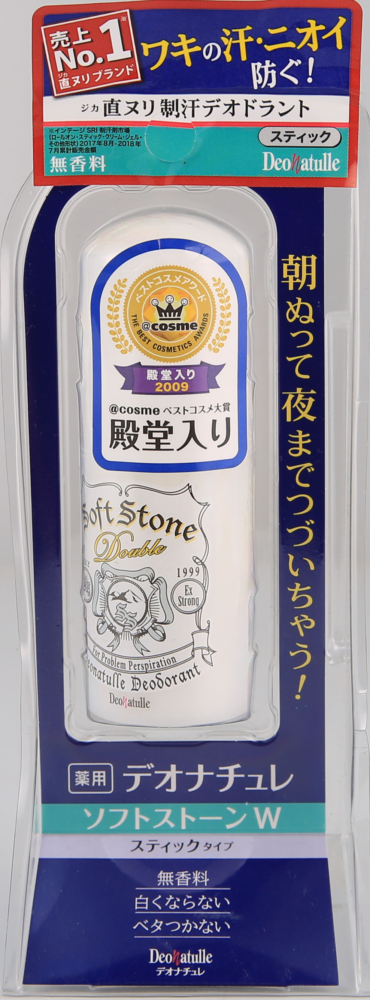 売上
No.1※
ジカ
直ヌリブランド
ワキの汗・ニオイ
防ぐ!
ジカ 直ヌリ 制汗デオドラント
※インテージ SRI 制汗剤市場
(ロールオン・スティック・クリーム・ジェル・
その他形状) 2017年8月-2018年
7月累計販売金額
無香料
スティック
Deonatulle
ベストコスメアワード
@cosme
THE BEST COSMETICS AWARDS
殿堂入り
2009
@cosme ベストコスメ大賞
殿堂入り
Soft Stone
Double
1999
Ex
Strong
SS
For Problem Perspiration
Deonatulle Deodorant
Deonatulle
朝ぬって夜までつづいちゃう!
薬用 デオナチュレ
ソフトストーンW
スティックタイプ
無香料
白くならない
ベタつかない
Deonatulle
デオナチュレ